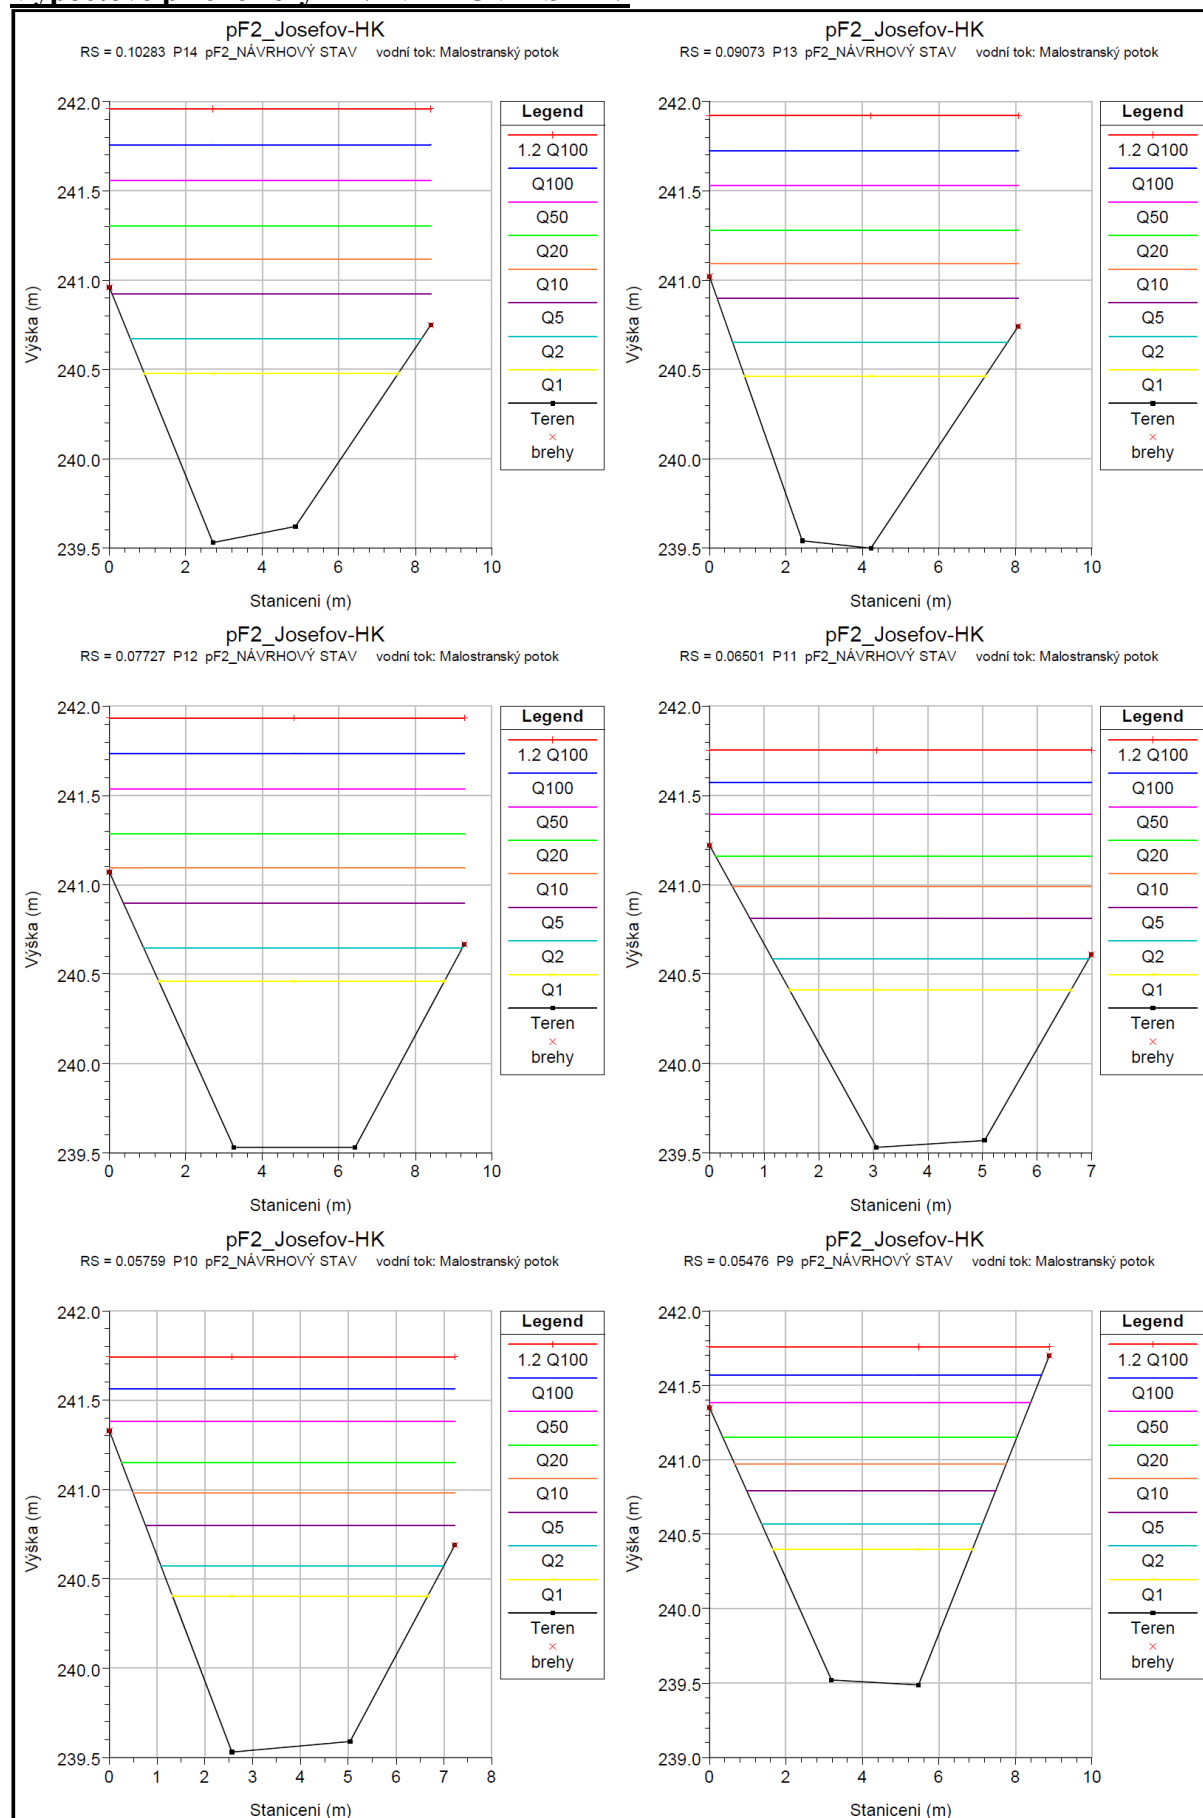 pF2_Josefov-HK
RS = 0.10283 P14 pF2_NÁVRHOVÝ STAV vodní tok: Malostranský potok
242.0
241.5
241.0
240.5
240.0
239.5
0 2 4 6 8 10
Výška (m)
Staniceni (m)
Legend
1.2 Q100
Q100
Q50
Q20
Q10
Q5
Q2
Q1
Teren
brehy
pF2_Josefov-HK
RS = 0.09073 P13 pF2_NÁVRHOVÝ STAV vodní tok: Malostranský potok
242.0
241.5
241.0
240.5
240.0
239.5
0 2 4 6 8 10
Výška (m)
Staniceni (m)
Legend
1.2 Q100
Q100
Q50
Q20
Q10
Q5
Q2
Q1
Teren
brehy
pF2_Josefov-HK
RS = 0.07727 P12 pF2_NÁVRHOVÝ STAV vodní tok: Malostranský potok
242.0
241.5
241.0
240.5
240.0
239.5
0 2 4 6 8 10
Výška (m)
Staniceni (m)
Legend
1.2 Q100
Q100
Q50
Q20
Q10
Q5
Q2
Q1
Teren
brehy
pF2_Josefov-HK
RS = 0.06501 P11 pF2_NÁVRHOVÝ STAV vodní tok: Malostranský potok
242.0
241.5
241.0
240.5
240.0
239.5
0 1 2 3 4 5 6 7
Výška (m)
Staniceni (m)
Legend
1.2 Q100
Q100
Q50
Q20
Q10
Q5
Q2
Q1
Teren
brehy
pF2_Josefov-HK
RS = 0.05759 P10 pF2_NÁVRHOVÝ STAV vodní tok: Malostranský potok
242.0
241.5
241.0
240.5
240.0
239.5
0 1 2 3 4 5 6 7 8
Výška (m)
Staniceni (m)
Legend
1.2 Q100
Q100
Q50
Q20
Q10
Q5
Q2
Q1
Teren
brehy
pF2_Josefov-HK
RS = 0.05476 P9 pF2_NÁVRHOVÝ STAV vodní tok: Malostranský potok
242.0
241.5
241.0
240.5
240.0
239.5
239.0
0 2 4 6 8 10
Výška (m)
Staniceni (m)
Legend
1.2 Q100
Q100
Q50
Q20
Q10
Q5
Q2
Q1
Teren
brehy